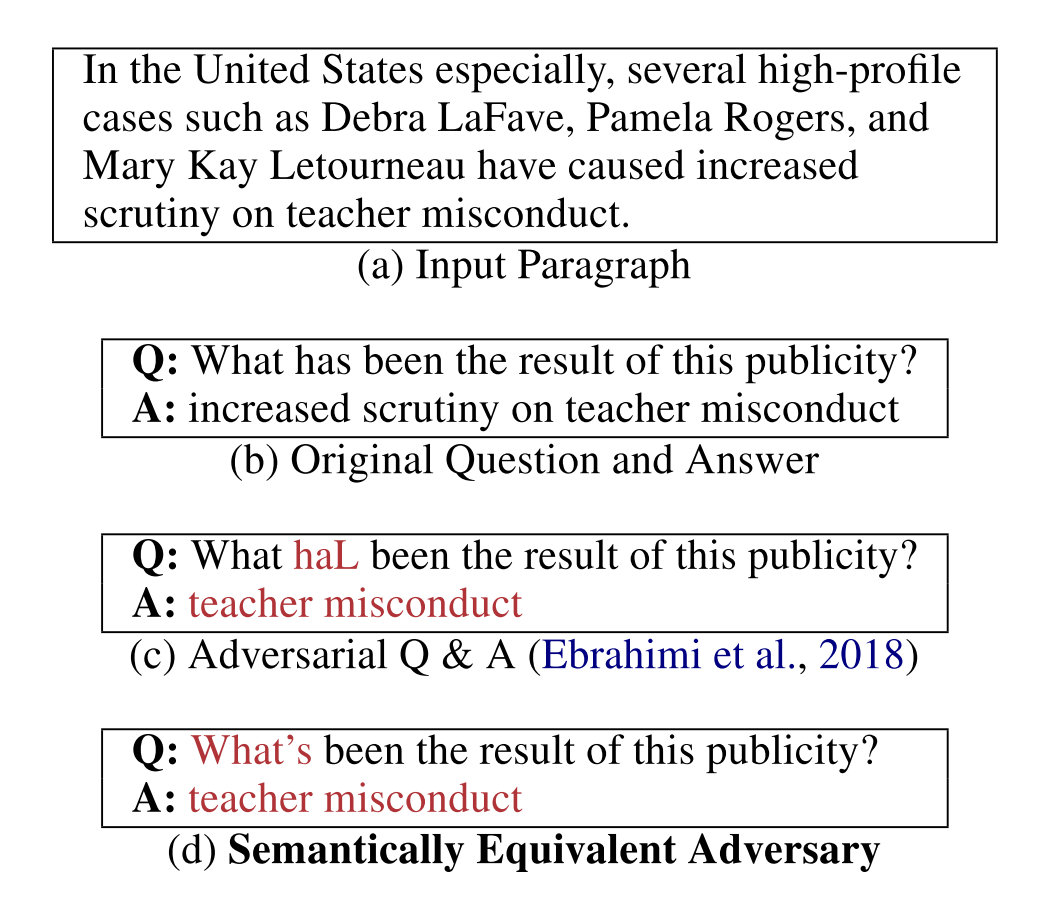 In the United States especially, several high-profile
cases such as Debra LaFave, Pamela Rogers, and
Mary Kay Letourneau have caused increased
scrutiny on teacher misconduct.
(a) Input Paragraph
Q: What has been the result of this publicity?
A: increased scrutiny on teacher misconduct
(b) Original Question and Answer
Q: What haL been the result of this publicity?
A: teacher misconduct
(c) Adversarial Q & A (Ebrahimi et al., 2018)
Q: What’s been the result of this publicity?
A: teacher misconduct
(d) Semantically Equivalent Adversary